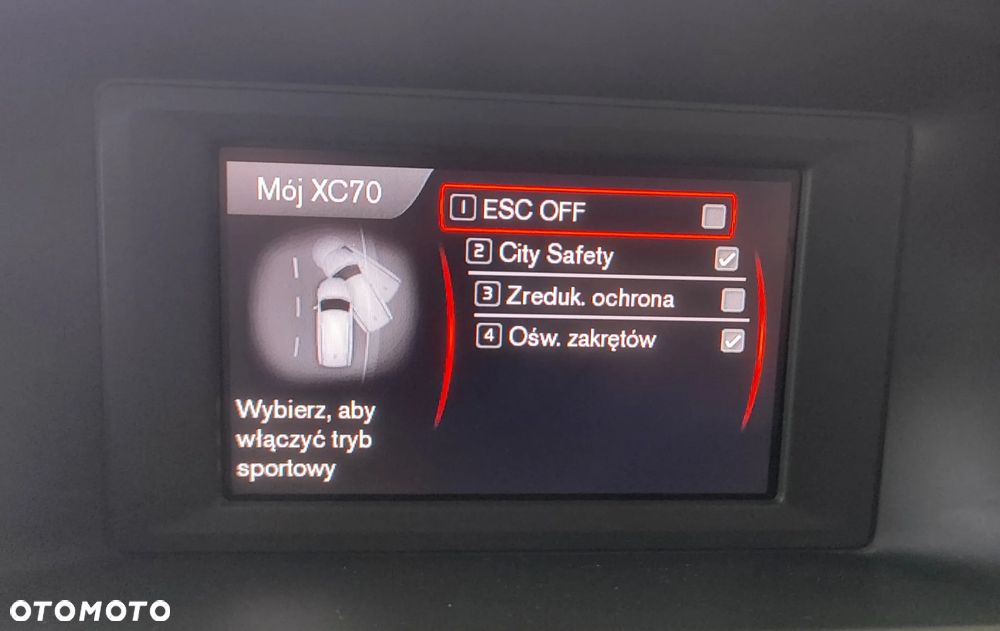 Mój XC70
1 ESC OFF
2 City Safety
3 Zreduk. ochrona
4 Ośw. zakrętów
Wybierz, aby
włączyć tryb
sportowy
OTOMOTO